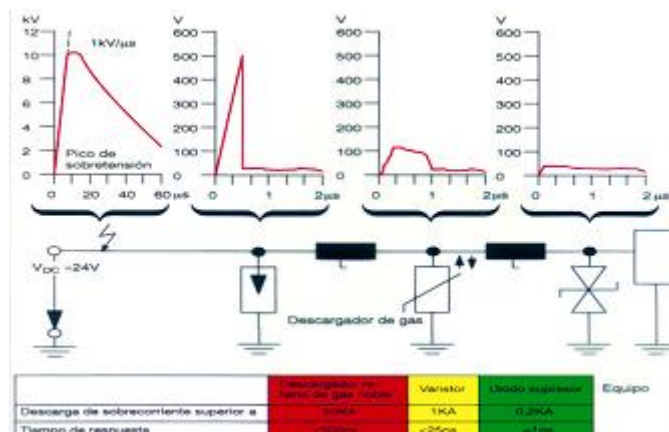 kV
12
10
8
6
4
2
0
1kV/µs
Pico de
sobretensión
0 20 40 60 µs
V
600
500
400
300
200
100
0
0 1 2 µs
V
600
500
400
300
200
100
0
0 1 2 µs
V
600
500
400
300
200
100
0
0 1 2 µs
VDC =24V
L
L
Descargador de gas
Varistor
Diodo supresor
Equipo
Descarga de sobrecorriente superior a
1KA
0,2KA
Tiempo de respuesta
<25ns